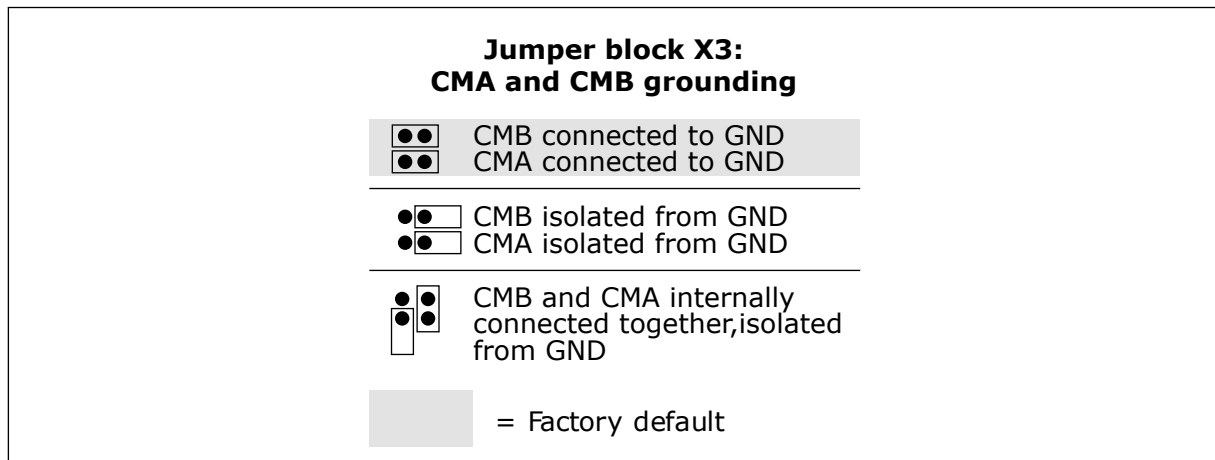 Jumper block X3:
CMA and CMB grounding
CMB connected to GND
CMA connected to GND
CMB isolated from GND
CMA isolated from GND
CMB and CMA internally
connected together,isolated
from GND
= Factory default